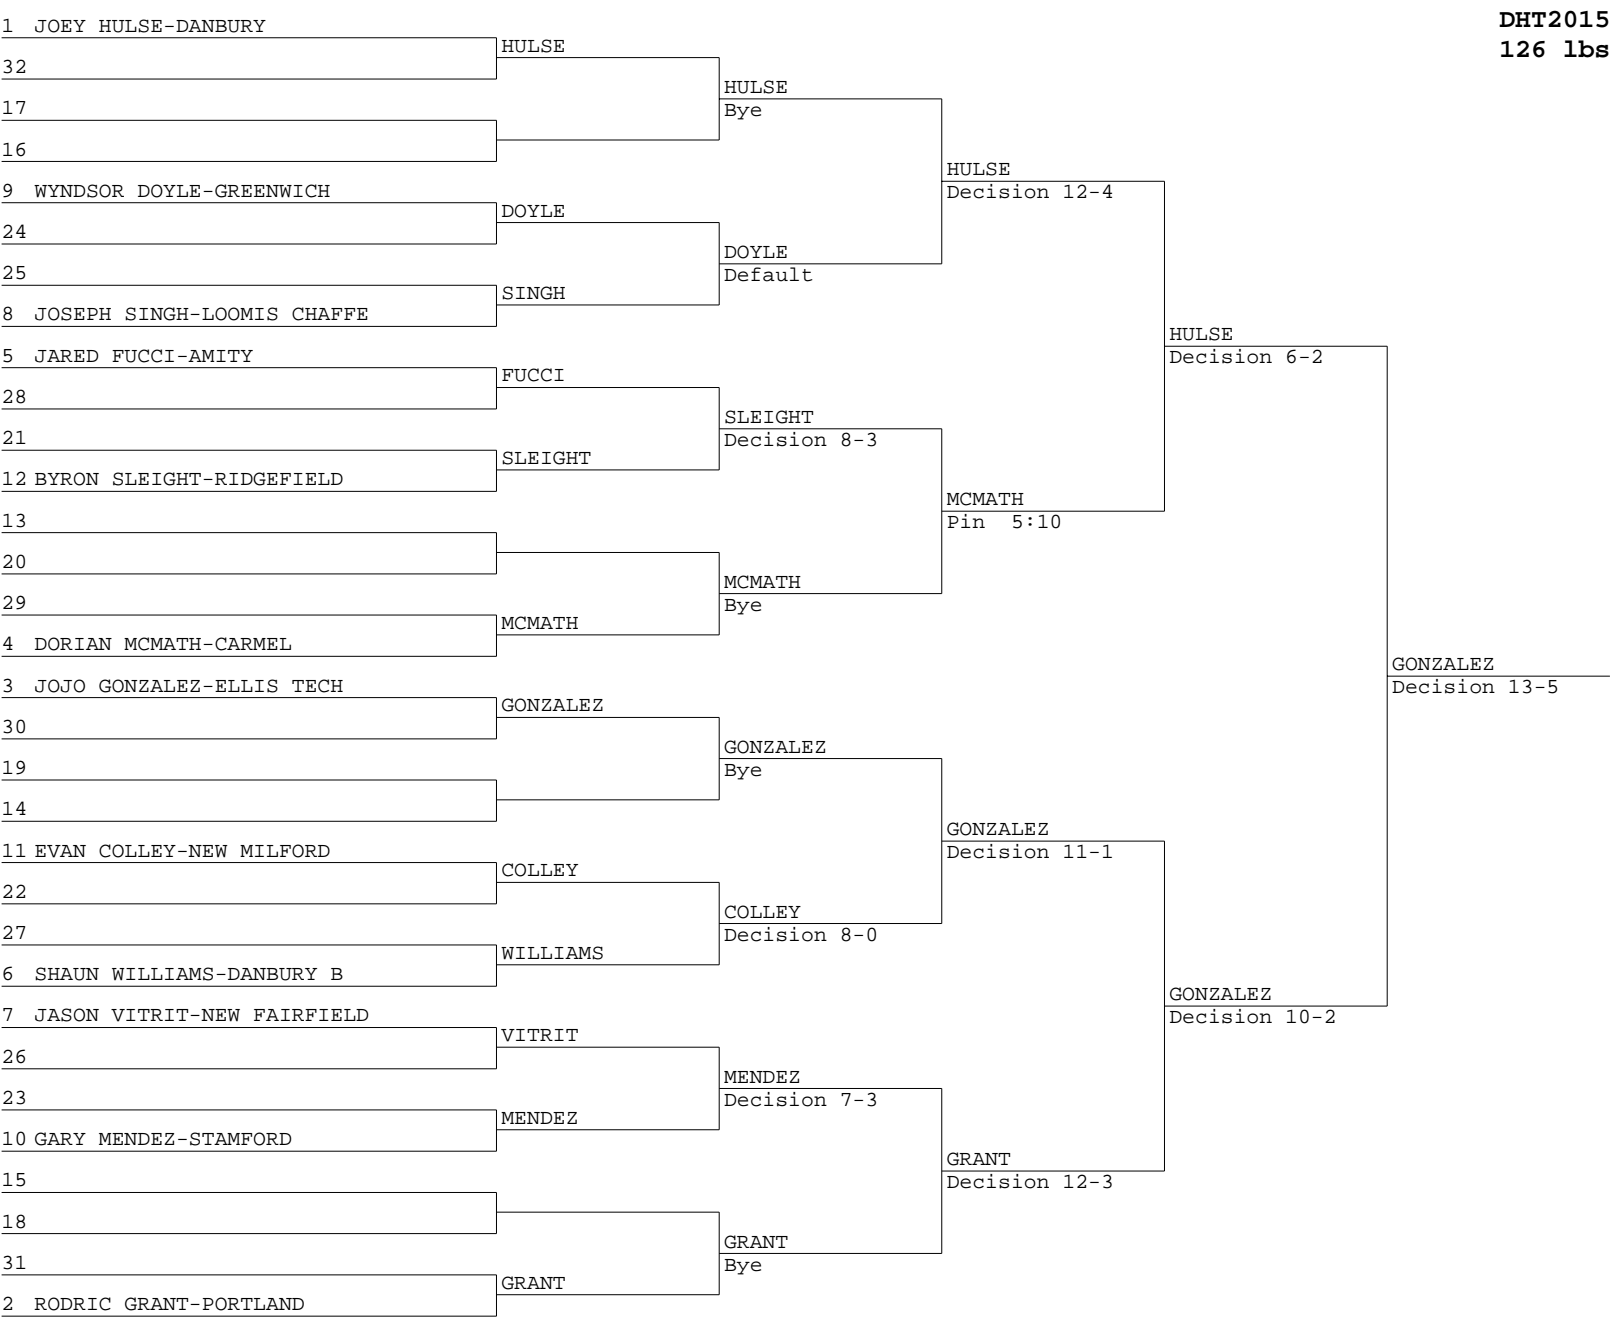 DHT2015
126 lbs
1 JOEY HULSE-DANBURY
HULSE
32
HULSE
17
Bye
16
HULSE
9 WYNDSOR DOYLE-GREENWICH
Decision 12-4
DOYLE
24
DOYLE
25
Default
SINGH
8 JOSEPH SINGH-LOOMIS CHAFFE
HULSE
5 JARED FUCCI-AMITY
Decision 6-2
FUCCI
28
SLEIGHT
21
Decision 8-3
SLEIGHT
12 BYRON SLEIGHT-RIDGEFIELD
MCMATH
13
Pin 5:10
20
MCMATH
29
Bye
MCMATH
4 DORIAN MCMATH-CARMEL
GONZALEZ
3 JOJO GONZALEZ-ELLIS TECH
Decision 13-5
GONZALEZ
30
GONZALEZ
19
Bye
14
GONZALEZ
11 EVAN COLLEY-NEW MILFORD
Decision 11-1
COLLEY
22
COLLEY
27
Decision 8-0
WILLIAMS
6 SHAUN WILLIAMS-DANBURY B
GONZALEZ
7 JASON VITRIT-NEW FAIRFIELD
Decision 10-2
VITRIT
26
MENDEZ
23
Decision 7-3
MENDEZ
10 GARY MENDEZ-STAMFORD
GRANT
15
Decision 12-3
18
GRANT
31
Bye
GRANT
2 RODRIC GRANT-PORTLAND